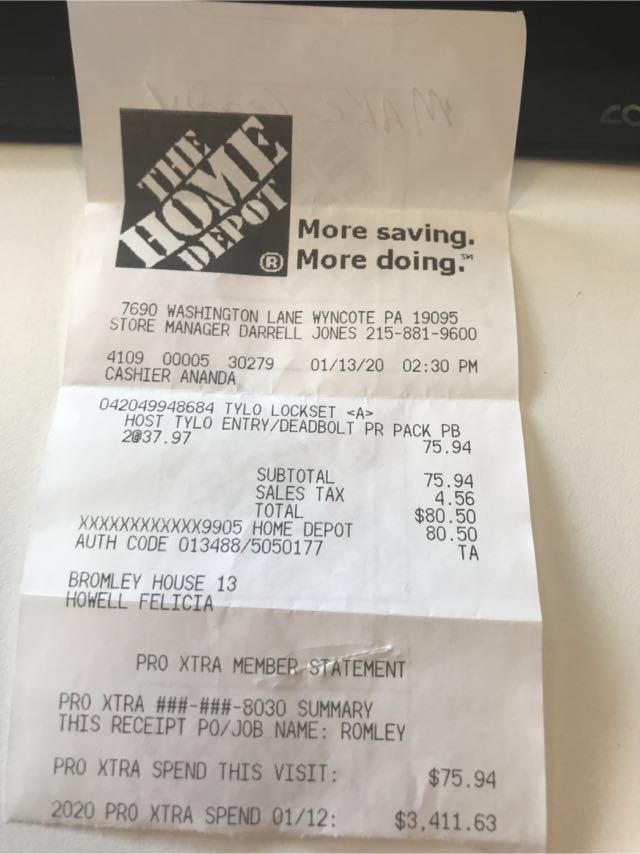 THE
HOME
DEPOT
®
More saving.
More doing.℠
7690 WASHINGTON LANE WYNCOTE PA 19095
STORE MANAGER DARRELL JONES 215-881-9600
4109 00005 30279 01/13/20 02:30 PM
CASHIER ANANDA
042049948684 TYLO LOCKSET <A>
HOST TYLO ENTRY/DEADBOLT PR PACK PB
2@37.97 75.94
SUBTOTAL 75.94
SALES TAX 4.56
TOTAL $80.50
XXXXXXXXXXXX9905 HOME DEPOT 80.50
AUTH CODE 013488/5050177 TA
BROMLEY HOUSE 13
HOWELL FELICIA
PRO XTRA MEMBER STATEMENT
PRO XTRA ###-###-8030 SUMMARY
THIS RECEIPT PO/JOB NAME: ROMLEY
PRO XTRA SPEND THIS VISIT: $75.94
2020 PRO XTRA SPEND 01/12: $3,411.63